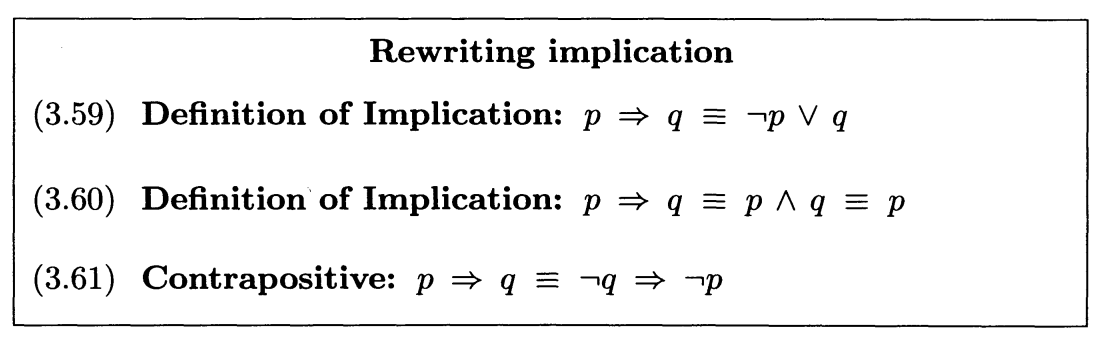 Rewriting implication
(3.59) Definition of Implication: p ⇒ q ≡ ¬p ∨ q
(3.60) Definition of Implication: p ⇒ q ≡ p ∧ q ≡ p
(3.61) Contrapositive: p ⇒ q ≡ ¬q ⇒ ¬p